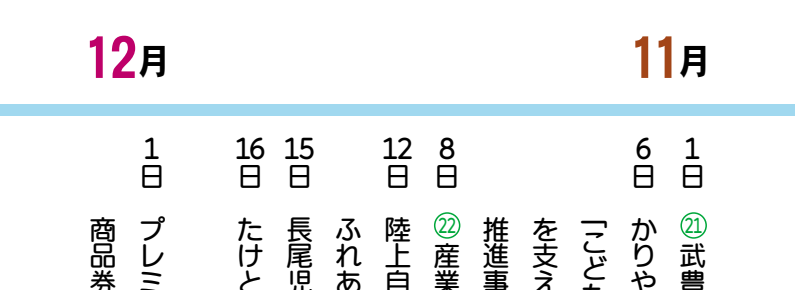 11月
1日 ㉑武豊
6日 かりや
「こども
を支え
推進事
8日 ㉒産業
12日 陸上自
ふれあ
15日 長尾児
16日 たけと
12月
1日 プレミ
商品券